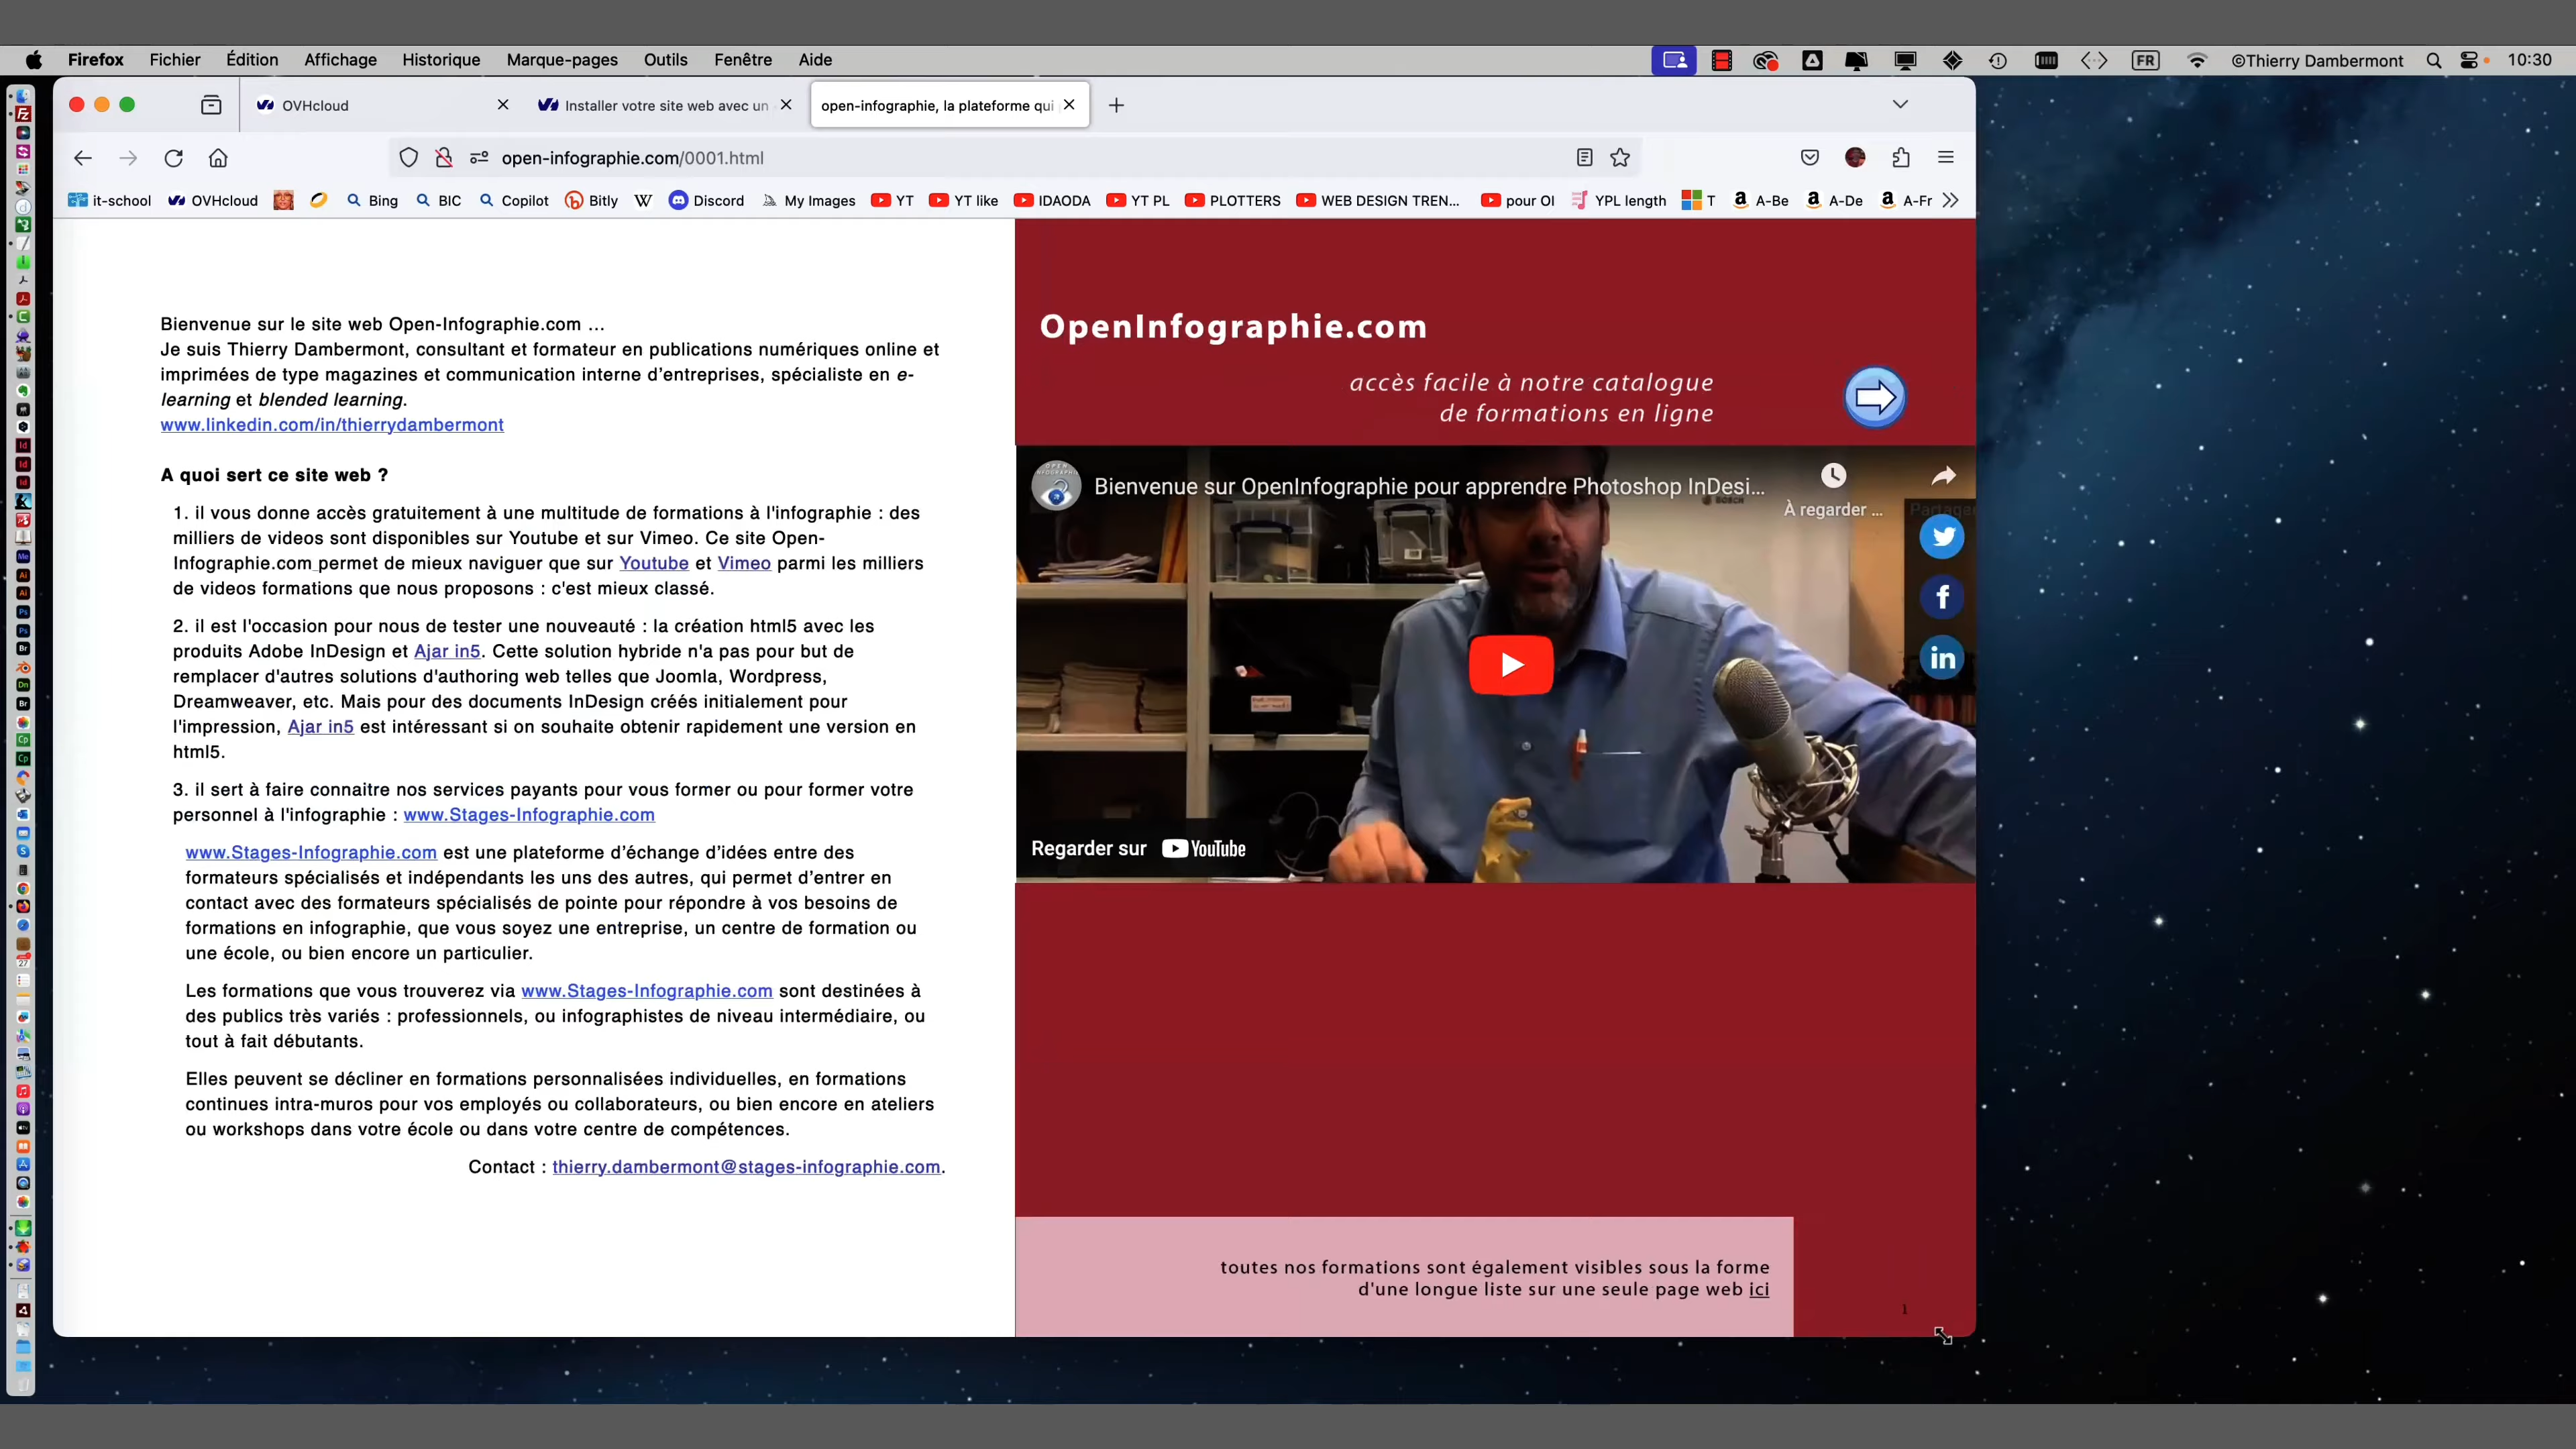 Firefox Fichier Édition Affichage Historique Marque-pages Outils Fenêtre Aide
FR ©Thierry Dambermont 10:30
OVHcloud
Installer votre site web avec un
open-infographie, la plateforme qui
open-infographie.com/0001.html
it-school OVHcloud Bing BIC Copilot Bitly W Discord My Images YT YT like IDAODA YT PL PLOTTERS WEB DESIGN TREN... pour OI YPL length T A-Be A-De A-Fr
Bienvenue sur le site web Open-Infographie.com ...
Je suis Thierry Dambermont, consultant et formateur en publications numériques online et
imprimées de type magazines et communication interne d’entreprises, spécialiste en e-
learning et blended learning.
www.linkedin.com/in/thierrydambermont
A quoi sert ce site web ?
1. il vous donne accès gratuitement à une multitude de formations à l'infographie : des
milliers de videos sont disponibles sur Youtube et sur Vimeo. Ce site Open-
Infographie.com permet de mieux naviguer que sur Youtube et Vimeo parmi les milliers
de videos formations que nous proposons : c'est mieux classé.
2. il est l'occasion pour nous de tester une nouveauté : la création html5 avec les
produits Adobe InDesign et Ajar in5. Cette solution hybride n'a pas pour but de
remplacer d'autres solutions d'authoring web telles que Joomla, Wordpress,
Dreamweaver, etc. Mais pour des documents InDesign créés initialement pour
l'impression, Ajar in5 est intéressant si on souhaite obtenir rapidement une version en
html5.
3. il sert à faire connaitre nos services payants pour vous former ou pour former votre
personnel à l'infographie : www.Stages-Infographie.com
www.Stages-Infographie.com est une plateforme d’échange d’idées entre des
formateurs spécialisés et indépendants les uns des autres, qui permet d’entrer en
contact avec des formateurs spécialisés de pointe pour répondre à vos besoins de
formations en infographie, que vous soyez une entreprise, un centre de formation ou
une école, ou bien encore un particulier.
Les formations que vous trouverez via www.Stages-Infographie.com sont destinées à
des publics très variés : professionnels, ou infographistes de niveau intermédiaire, ou
tout à fait débutants.
Elles peuvent se décliner en formations personnalisées individuelles, en formations
continues intra-muros pour vos employés ou collaborateurs, ou bien encore en ateliers
ou workshops dans votre école ou dans votre centre de compétences.
Contact : thierry.dambermont@stages-infographie.com.
OpenInfographie.com
accès facile à notre catalogue
de formations en ligne
Bienvenue sur OpenInfographie pour apprendre Photoshop InDesi...
À regarder ...
Partager
Regarder sur YouTube
toutes nos formations sont également visibles sous la forme
d'une longue liste sur une seule page web ici
1